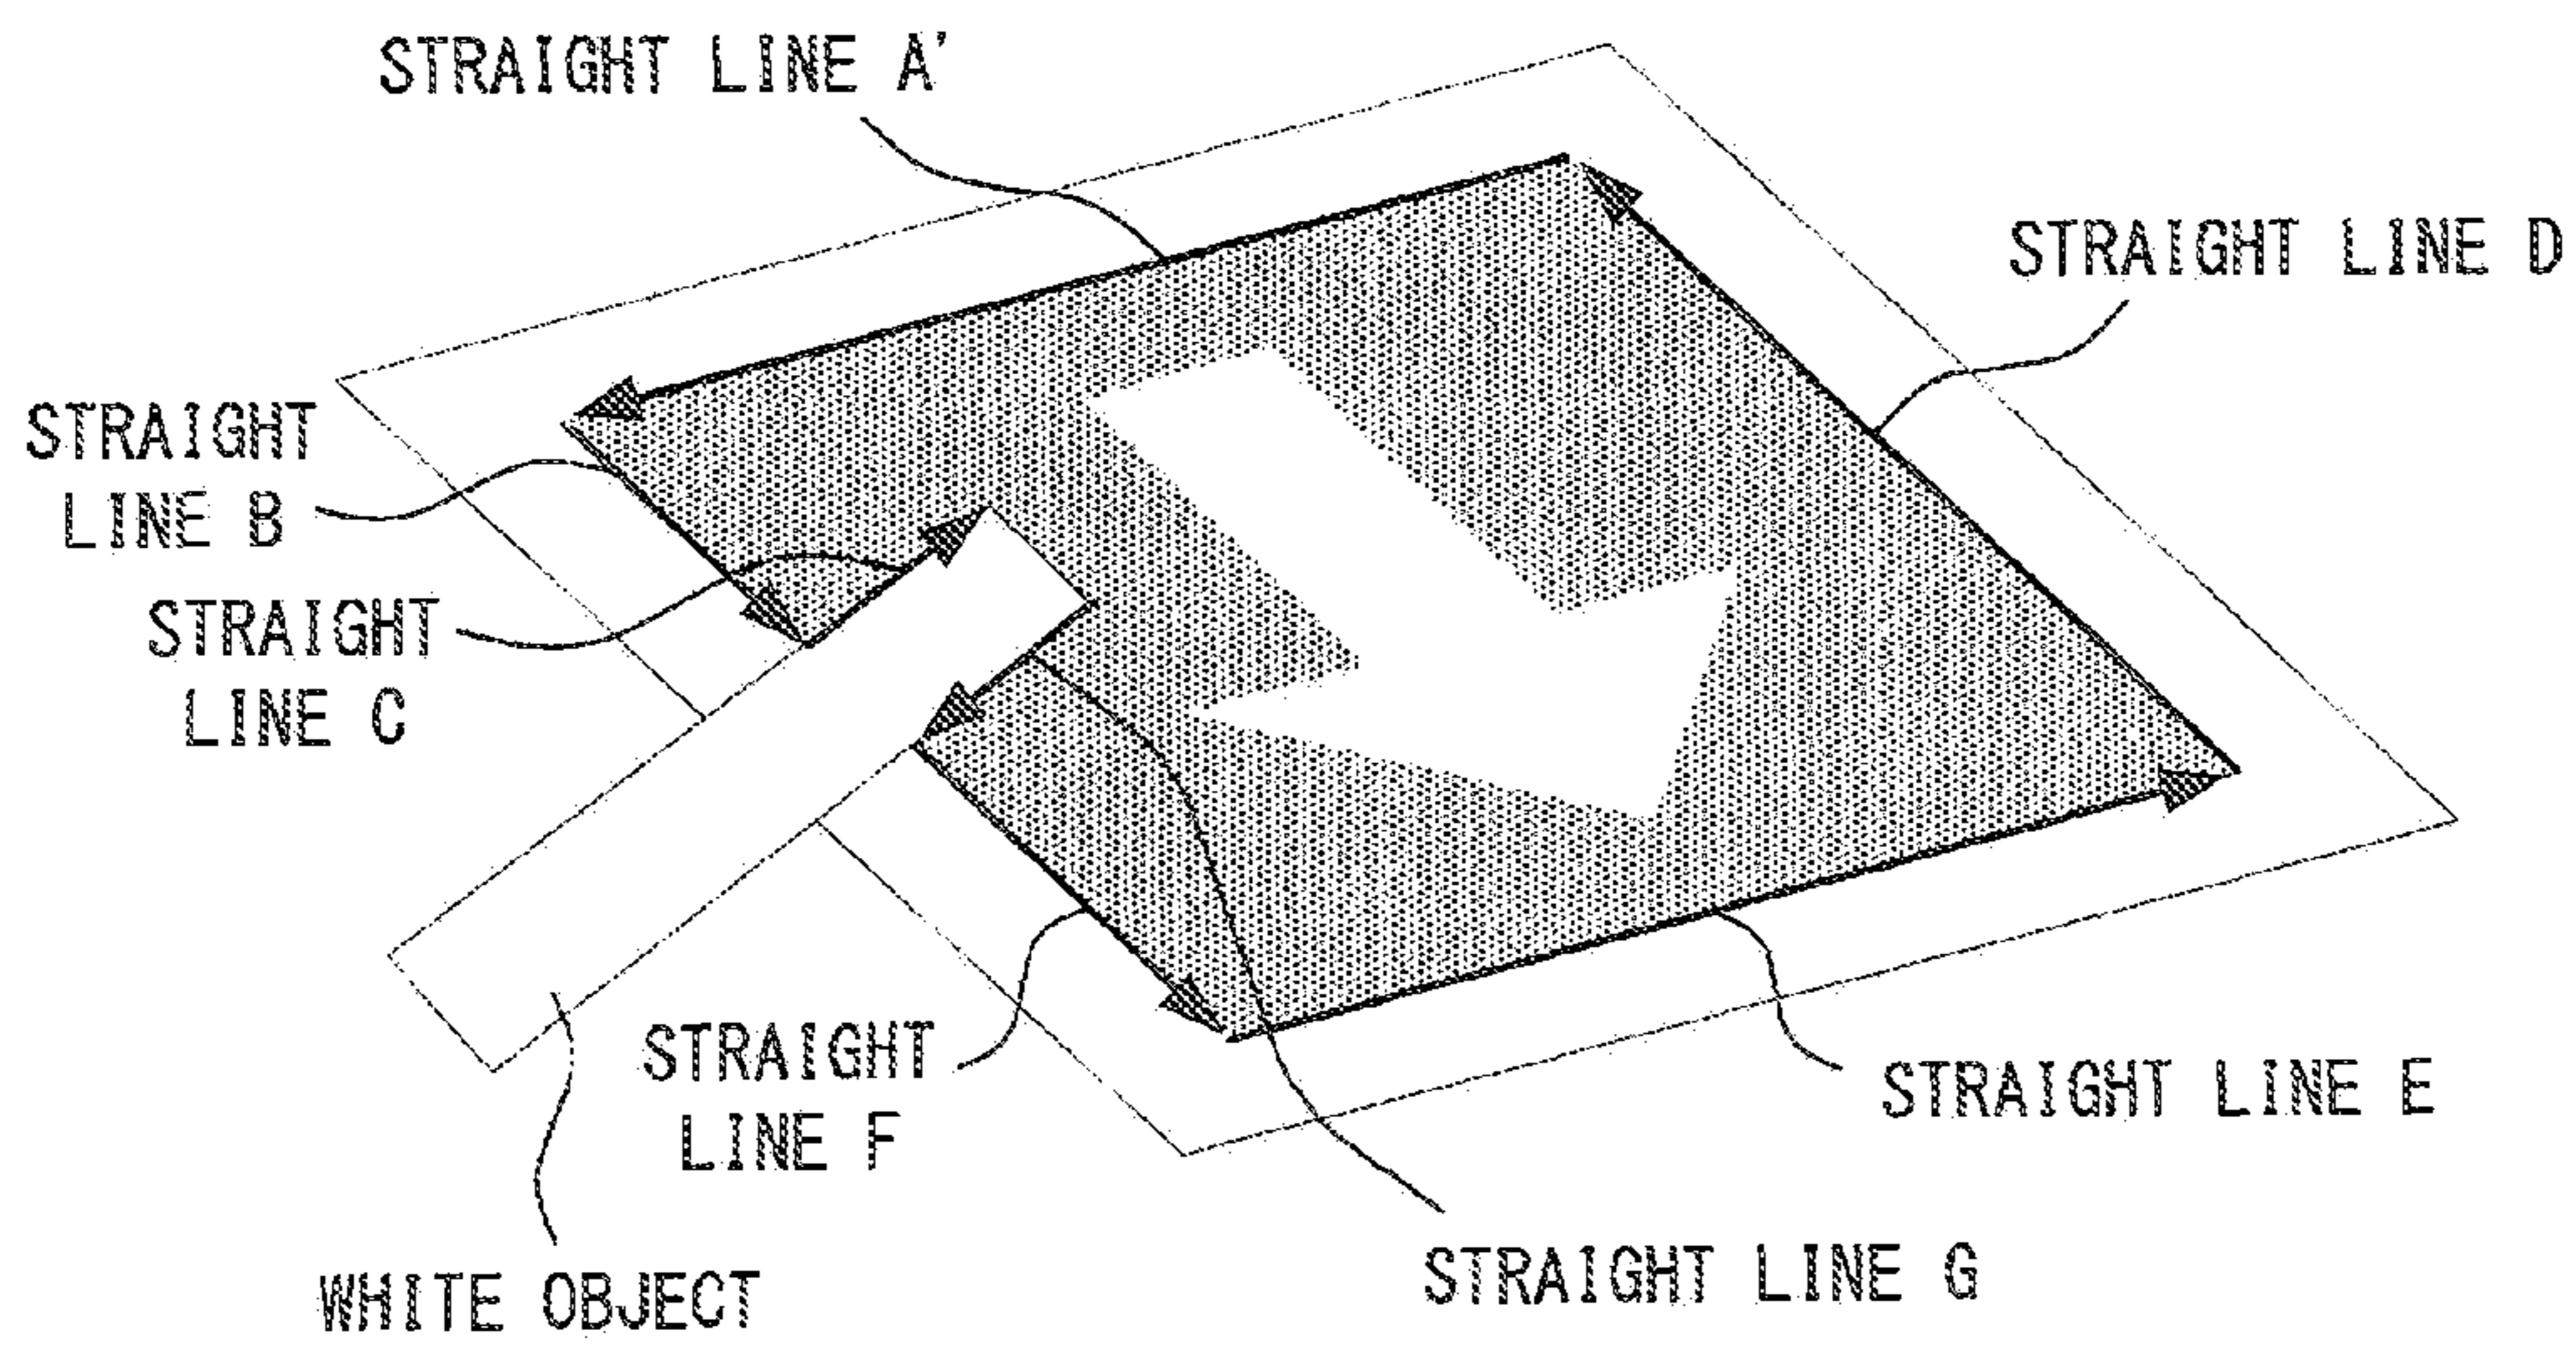 STRAIGHT LINE A'
STRAIGHT LINE D
STRAIGHT
LINE B
STRAIGHT
LINE C
STRAIGHT
LINE F
STRAIGHT LINE E
STRAIGHT LINE G
WHITE OBJECT